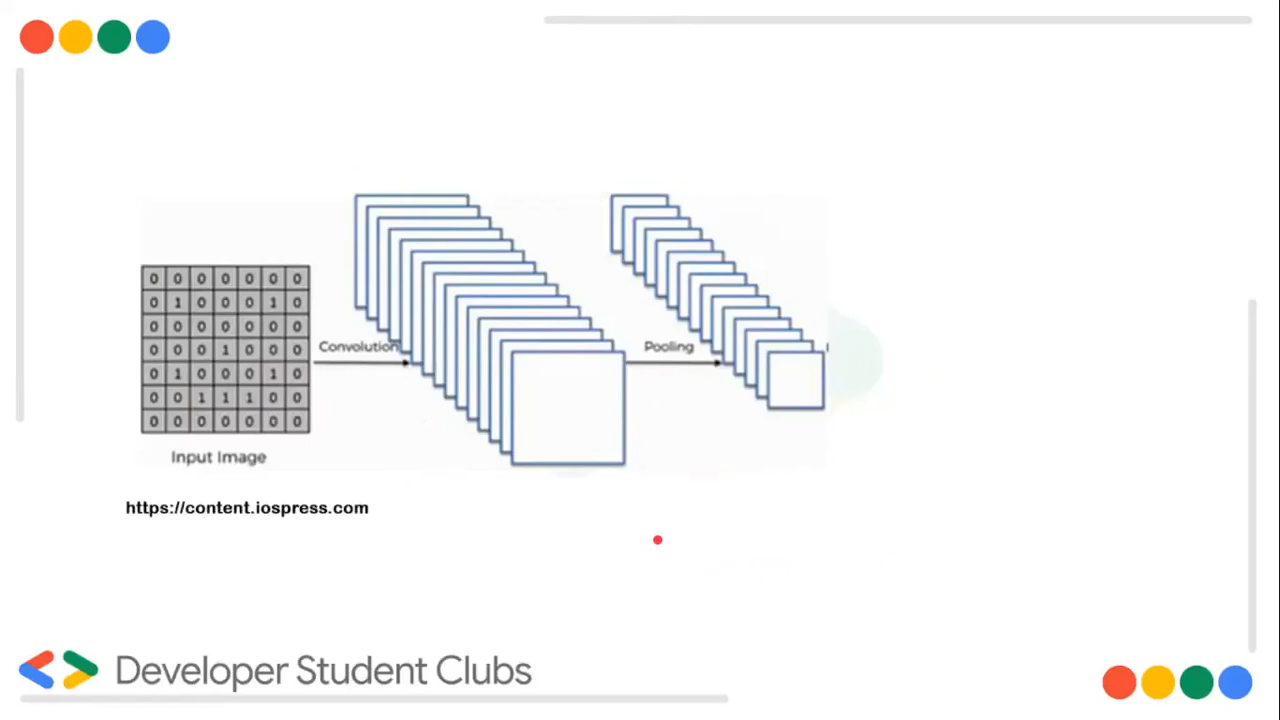 0 0 0 0 0 0 0
0 1 0 0 0 1 0
0 0 0 0 0 0 0
0 0 0 1 0 0 0
0 1 0 0 0 1 0
0 0 1 1 1 0 0
0 0 0 0 0 0 0
Convolution
Pooling
Input Image
https://content.iospress.com
Developer Student Clubs